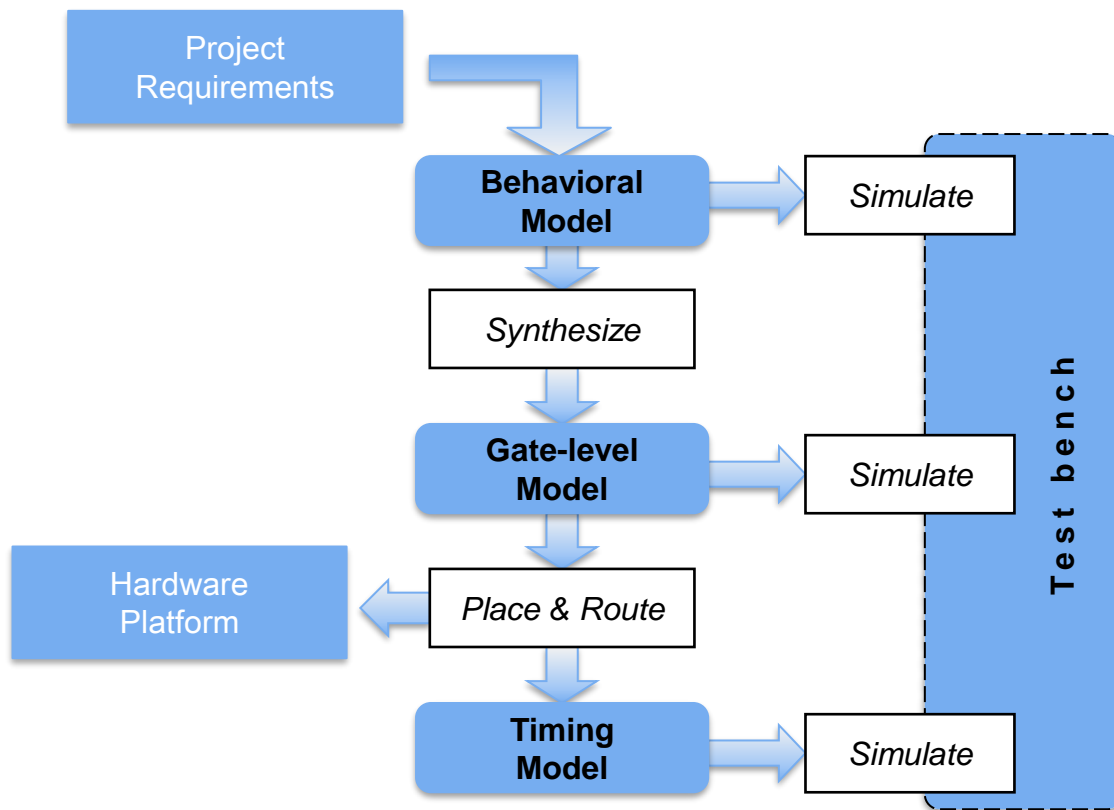 Project
Requirements
Behavioral
Model
Simulate
Synthesize
Gate-level
Model
Simulate
Hardware
Platform
Place & Route
Timing
Model
Simulate
Test bench